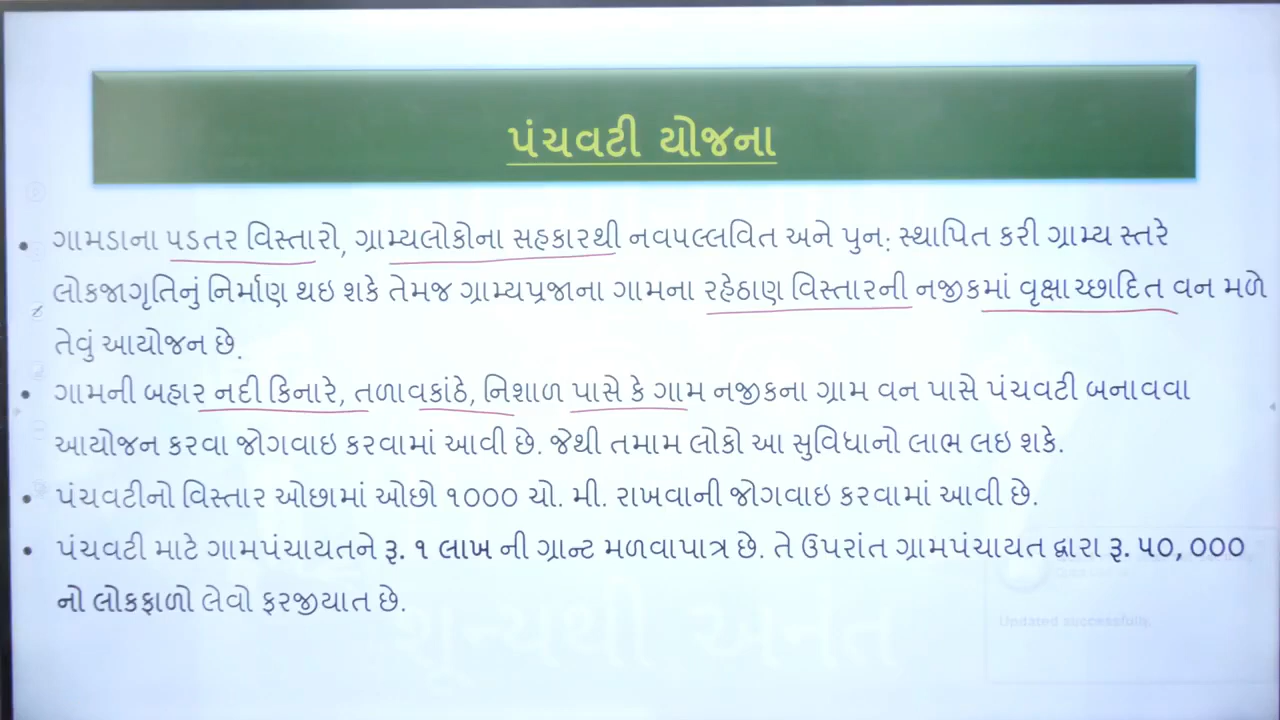 પંચવટી યોજના
• ગામડાના પડતર વિસ્તારો, ગ્રામ્યલોકોના સહકારથી નવપલ્લવિત અને પુન: સ્થાપિત કરી ગ્રામ્ય સ્તરે
લોકજાગૃતિનું નિર્માણ થઇ શકે તેમજ ગ્રામ્યપ્રજાના ગામના રહેઠાણ વિસ્તારની નજીકમાં વૃક્ષાચ્છાદિત વન મળે
તેવું આયોજન છે.
• ગામની બહાર નદી કિનારે, તળાવકાંઠે, નિશાળ પાસે કે ગામ નજીકના ગ્રામ વન પાસે પંચવટી બનાવવા
આયોજન કરવા જોગવાઇ કરવામાં આવી છે. જેથી તમામ લોકો આ સુવિધાનો લાભ લઇ શકે.
• પંચવટીનો વિસ્તાર ઓછામાં ઓછો ૧૦૦૦ ચો. મી. રાખવાની જોગવાઇ કરવામાં આવી છે.
• પંચવટી માટે ગામપંચાયતને રૂ. ૧ લાખ ની ગ્રાન્ટ મળવાપાત્ર છે. તે ઉપરાંત ગ્રામપંચાયત દ્વારા રૂ. ૫૦,૦૦૦
નો લોકફાળો લેવો ફરજીયાત છે.
શૂન્યથી અનંત
Updated successfully.